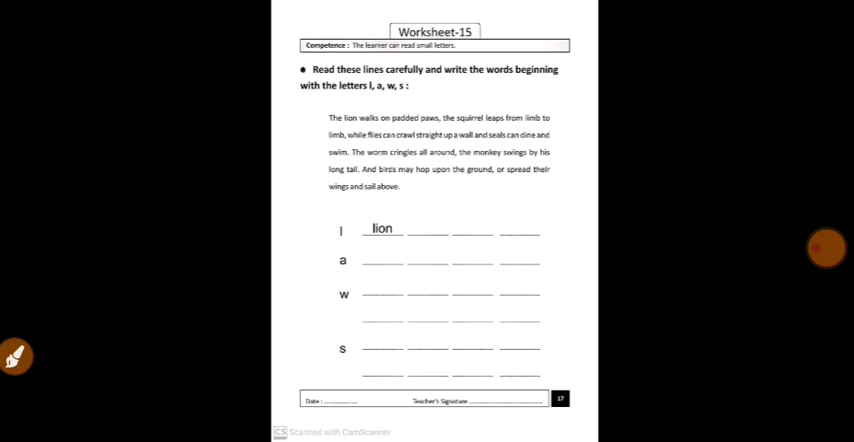 Worksheet-15
Competence : The learner can read small letters.
Read these lines carefully and write the words beginning
with the letters l, a, w, s :
The lion walks on padded paws, the squirrel leaps from limb to
limb, while flies can crawl straight up a wall and seals can dine and
swim. The worm cringles all around, the monkey swings by his
long tail. And birds may hop upon the ground, or spread their
wings and sail above.
l lion
a
w
s
Date :
Teacher's Signature
17
CS Scanned with CamScanner